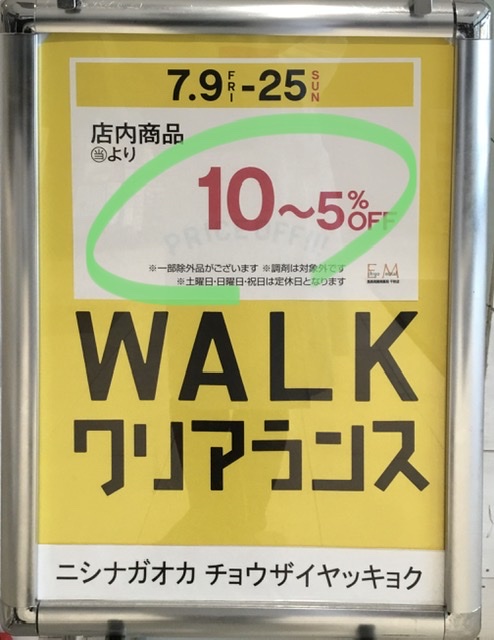 7.9 FRI - 25 SUN
店内商品
当より
10～5% OFF
PRICE OFF!!!
※一部除外品がございます ※調剤は対象外です
※土曜日・日曜日・祝日は定休日となります
WALK
クリアランス
ニシナガオカ チョウザイヤッキョク